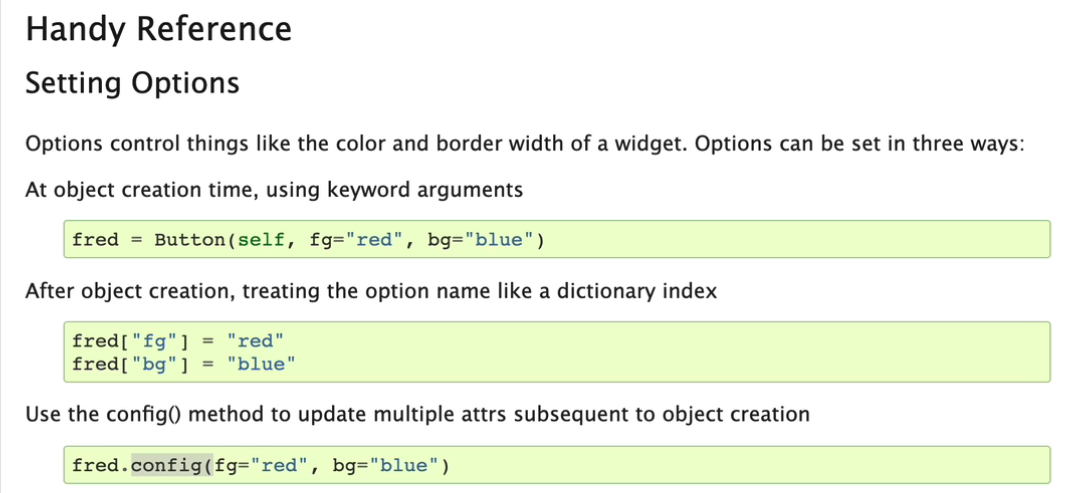 Handy Reference
Setting Options
Options control things like the color and border width of a widget. Options can be set in three ways:
At object creation time, using keyword arguments
fred = Button(self, fg="red", bg="blue")
After object creation, treating the option name like a dictionary index
fred["fg"] = "red"
fred["bg"] = "blue"
Use the config() method to update multiple attrs subsequent to object creation
fred.config(fg="red", bg="blue")